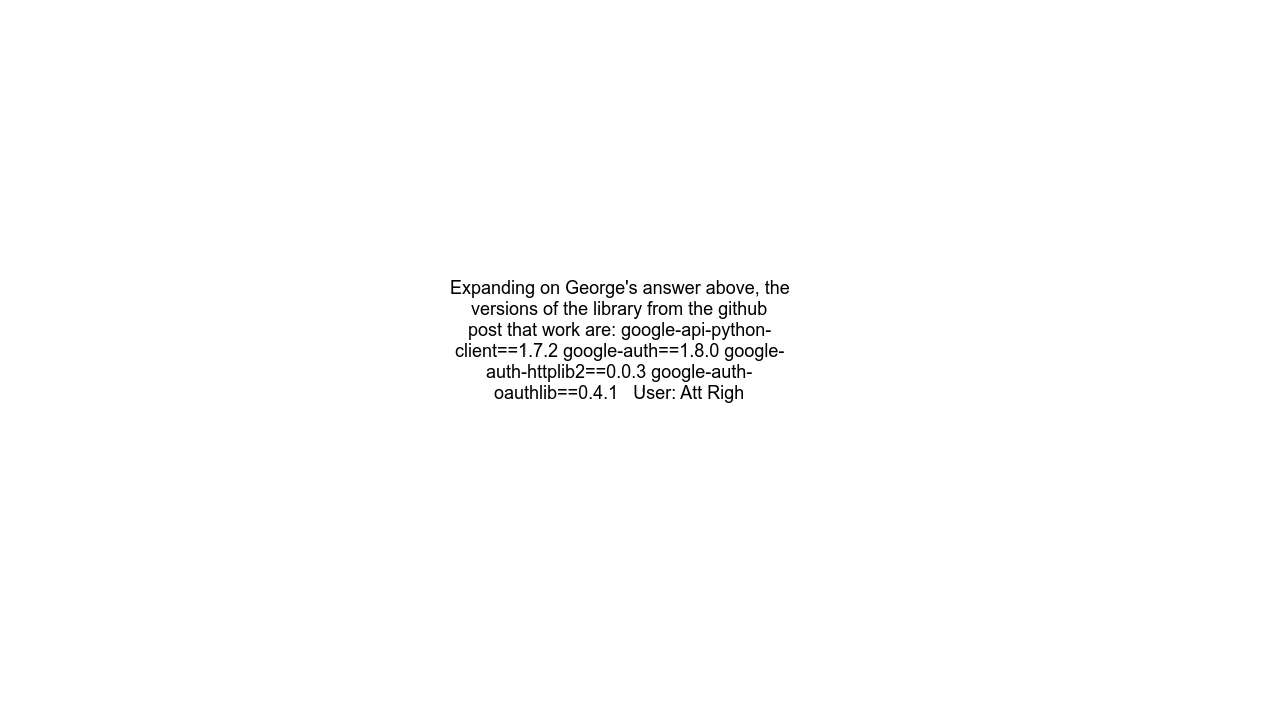 Expanding on George's answer above, the
versions of the library from the github
post that work are: google-api-python-
client==1.7.2 google-auth==1.8.0 google-
auth-httplib2==0.0.3 google-auth-
oauthlib==0.4.1   User: Att Righ